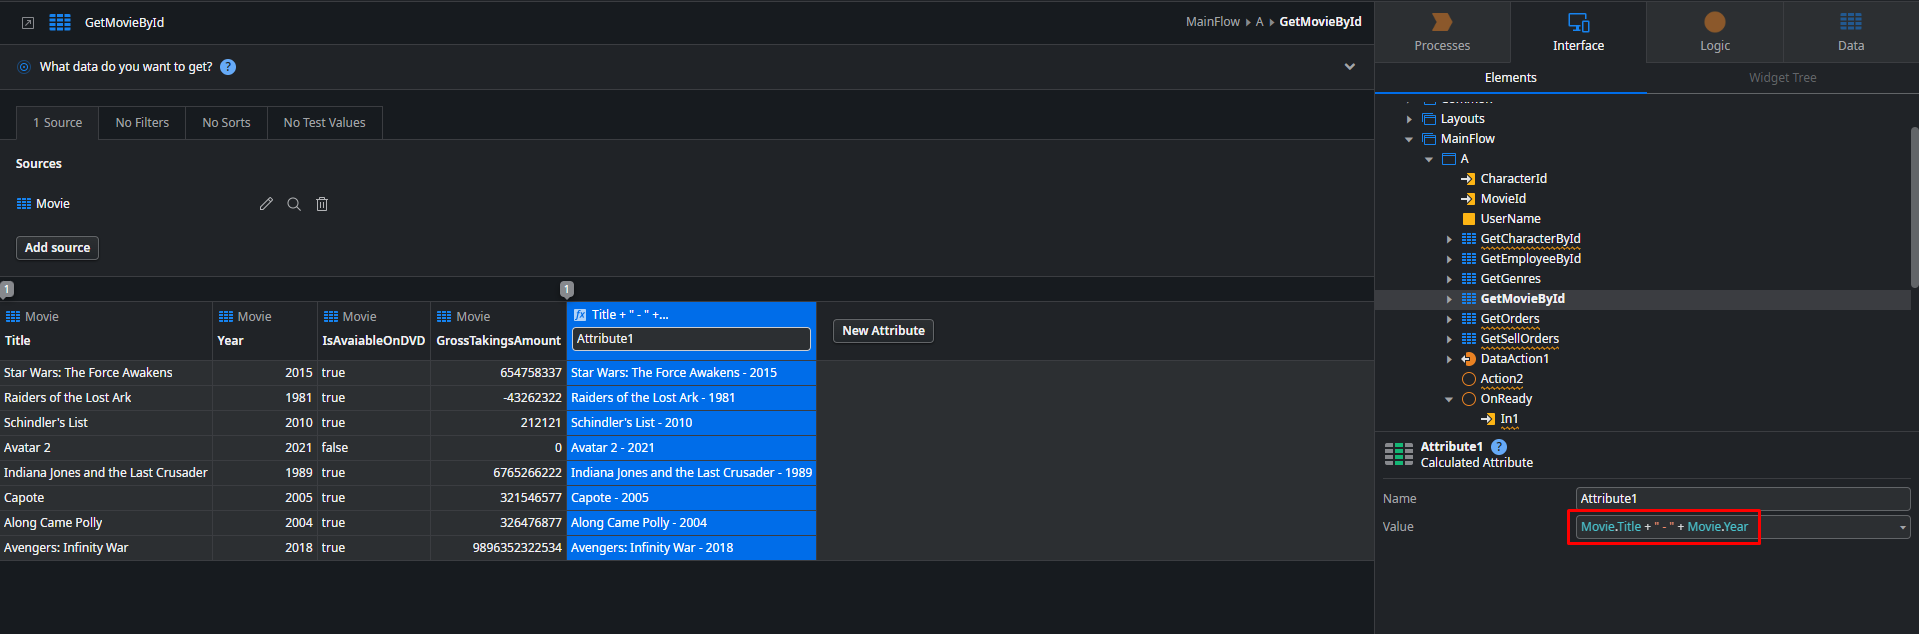 GetMovieById
MainFlow A GetMovieById
What data do you want to get? ?
1 Source No Filters No Sorts No Test Values
Sources
Movie
Add source
1 1
Movie Movie Movie Movie Title + " - " +...
Title Year IsAvaiableOnDVD GrossTakingsAmount Attribute1 New Attribute
Star Wars: The Force Awakens 2015 true 654758337 Star Wars: The Force Awakens - 2015
Raiders of the Lost Ark 1981 true -43262322 Raiders of the Lost Ark - 1981
Schindler's List 2010 true 212121 Schindler's List - 2010
Avatar 2 2021 false 0 Avatar 2 - 2021
Indiana Jones and the Last Crusader 1989 true 6765266222 Indiana Jones and the Last Crusader - 1989
Capote 2005 true 321546577 Capote - 2005
Along Came Polly 2004 true 326476877 Along Came Polly - 2004
Avengers: Infinity War 2018 true 9896352322534 Avengers: Infinity War - 2018
Processes Interface Logic Data
Elements Widget Tree
Layouts
MainFlow
A
CharacterId
MovieId
UserName
GetCharacterById
GetEmployeeById
GetGenres
GetMovieById
GetOrders
GetSellOrders
DataAction1
Action2
OnReady
In1
Attribute1 ?
Calculated Attribute
Name Attribute1
Value Movie.Title + " - " + Movie.Year